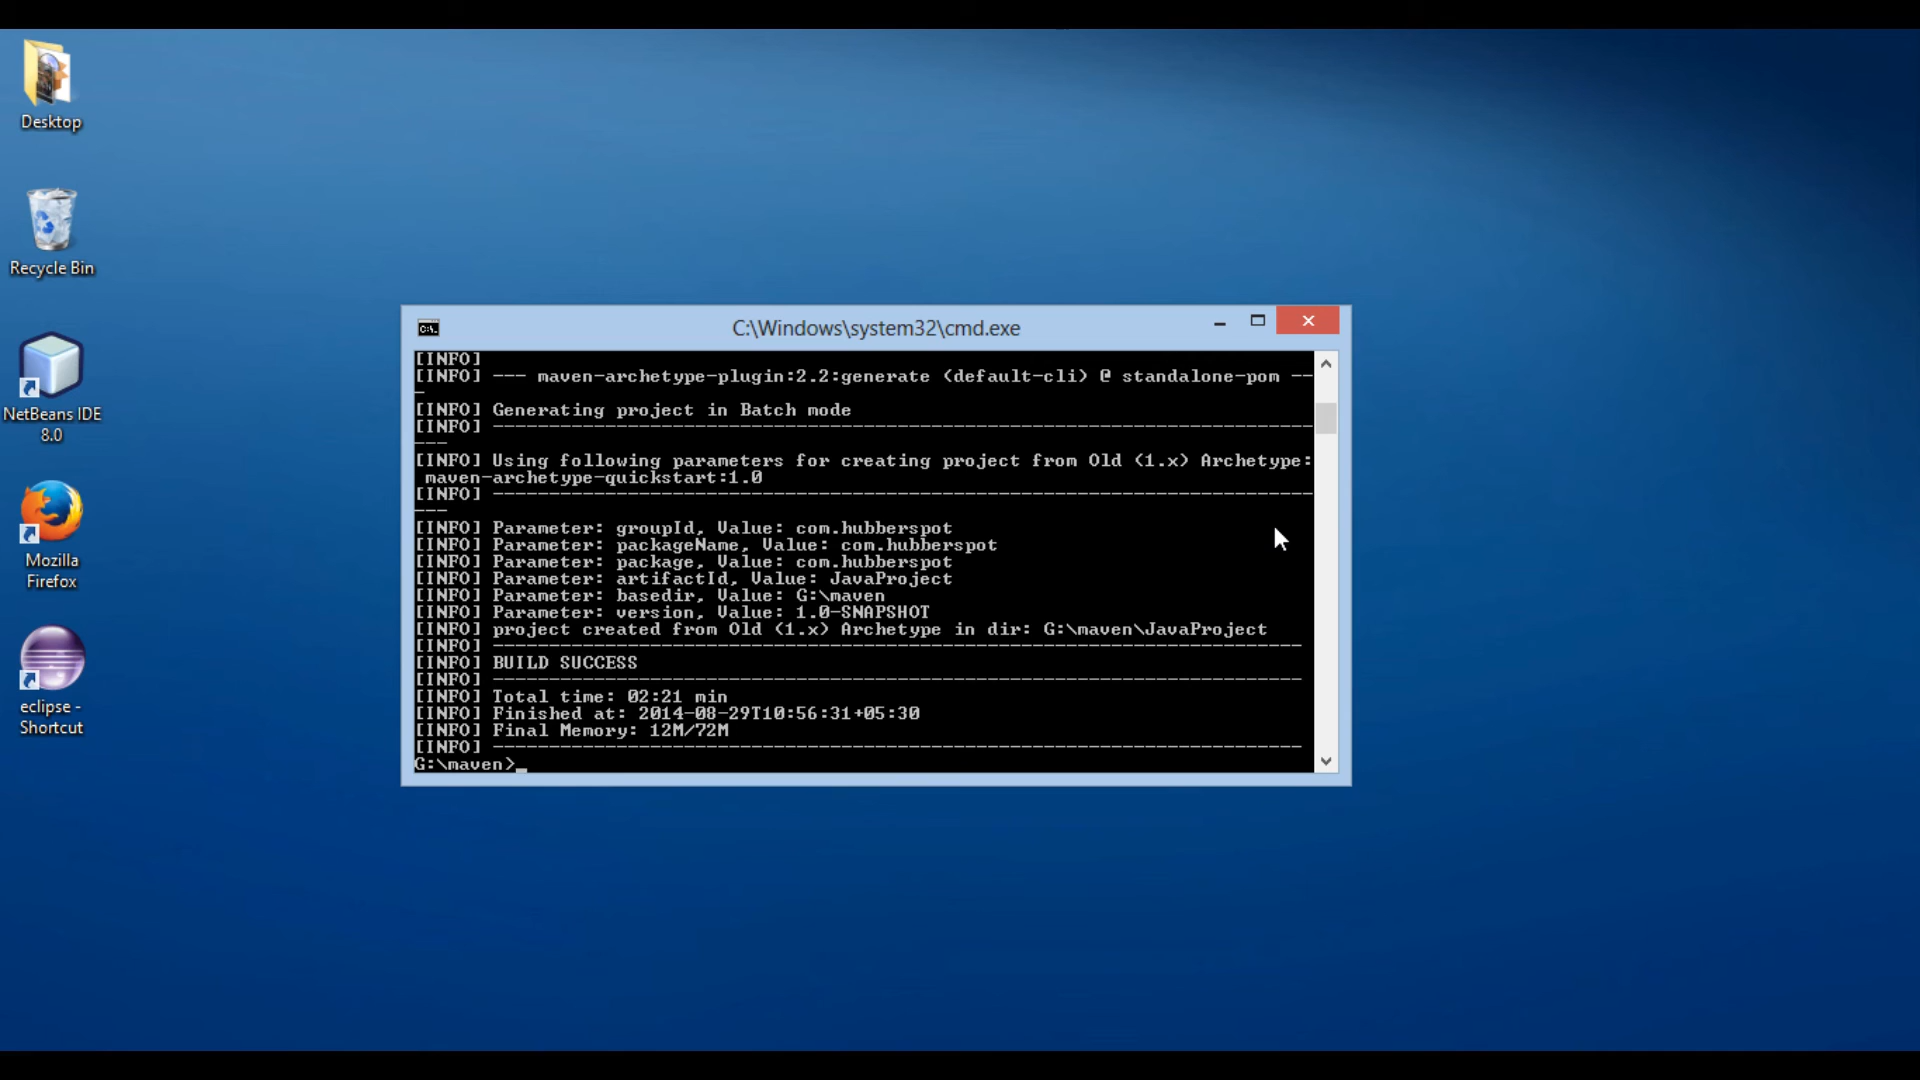 Desktop
Recycle Bin
NetBeans IDE
8.0
Mozilla
Firefox
eclipse -
Shortcut
C:\Windows\system32\cmd.exe
[INFO]
[INFO] --- maven-archetype-plugin:2.2:generate (default-cli) @ standalone-pom --
-
[INFO] Generating project in Batch mode
[INFO] -------------------------------------------------------------------------
---
[INFO] Using following parameters for creating project from Old (1.x) Archetype:
maven-archetype-quickstart:1.0
[INFO] -------------------------------------------------------------------------
---
[INFO] Parameter: groupId, Value: com.hubberspot
[INFO] Parameter: packageName, Value: com.hubberspot
[INFO] Parameter: package, Value: com.hubberspot
[INFO] Parameter: artifactId, Value: JavaProject
[INFO] Parameter: basedir, Value: G:\maven
[INFO] Parameter: version, Value: 1.0-SNAPSHOT
[INFO] project created from Old (1.x) Archetype in dir: G:\maven\JavaProject
[INFO] ------------------------------------------------------------------------
[INFO] BUILD SUCCESS
[INFO] ------------------------------------------------------------------------
[INFO] Total time: 02:21 min
[INFO] Finished at: 2014-08-29T10:56:31+05:30
[INFO] Final Memory: 12M/72M
[INFO] ------------------------------------------------------------------------
G:\maven>_